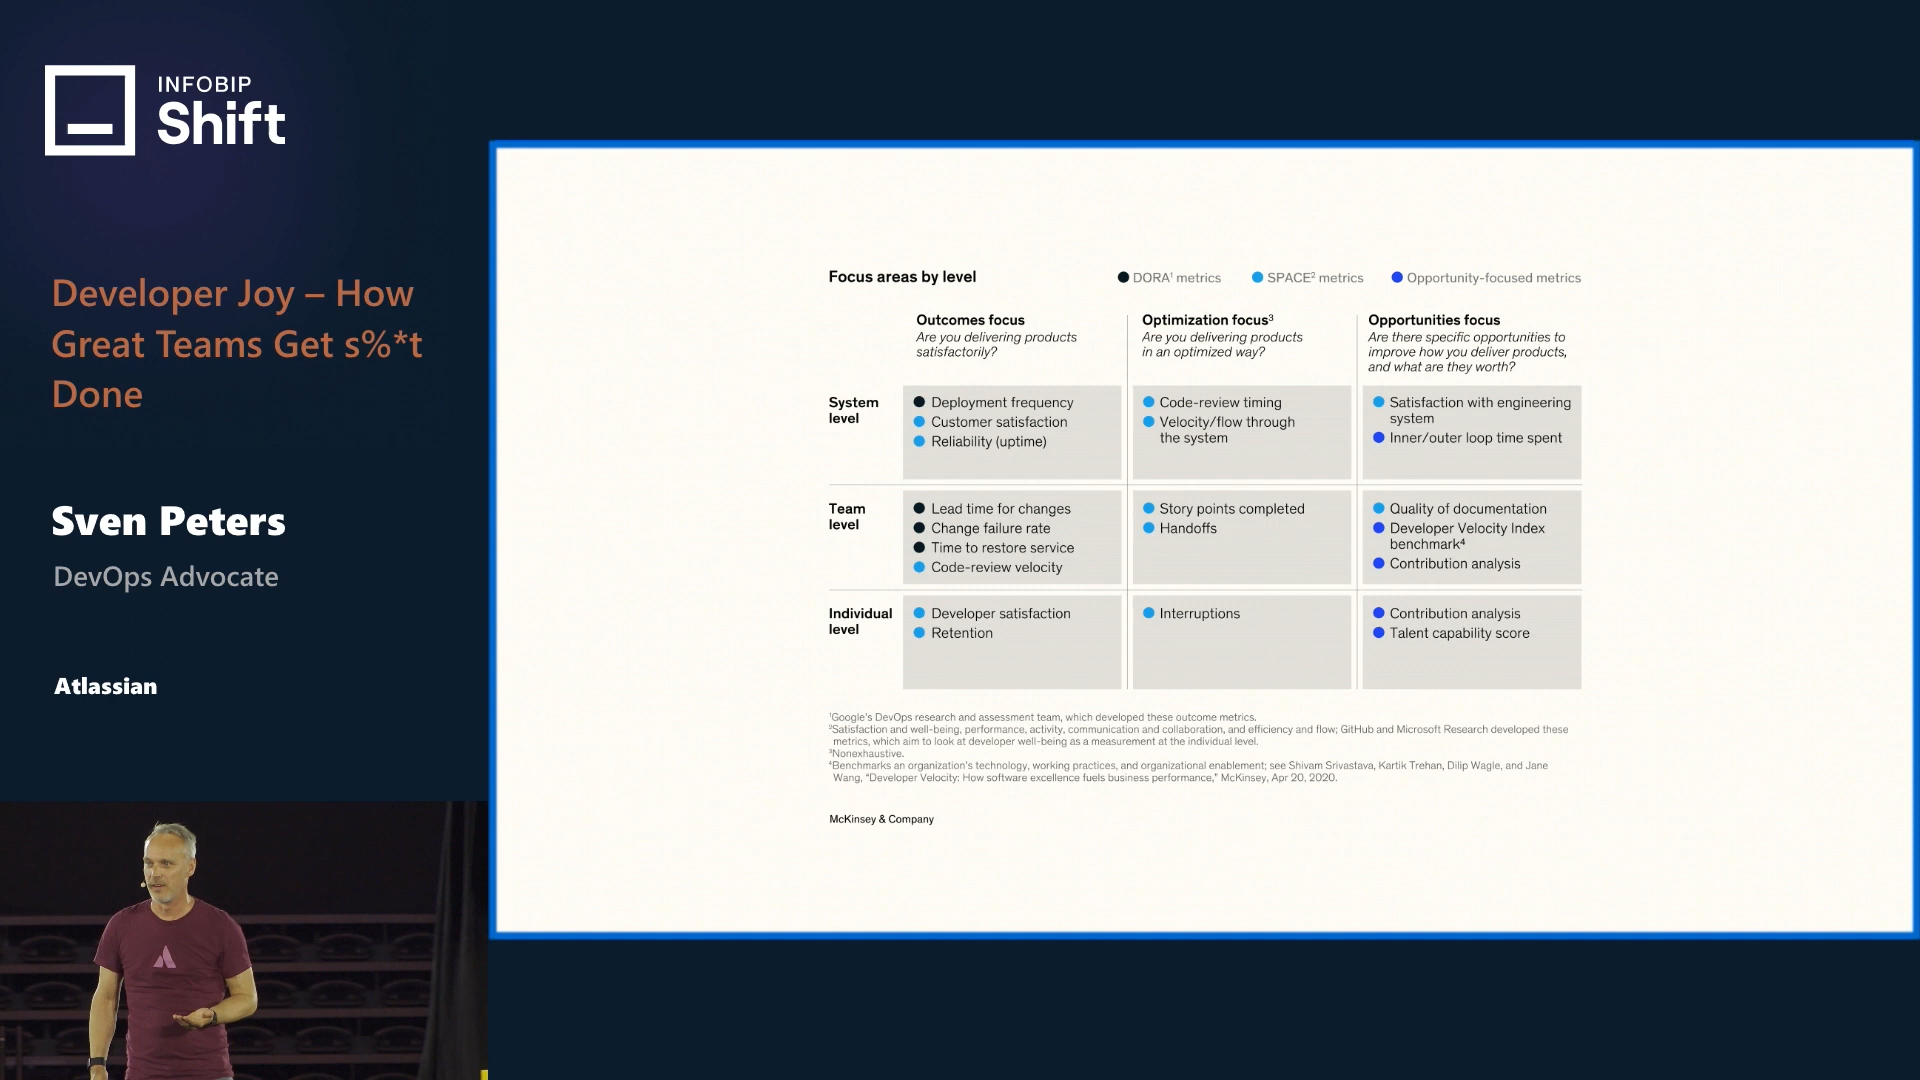 INFOBIP
Shift
Developer Joy – How
Great Teams Get s%*t
Done
Sven Peters
DevOps Advocate
Atlassian
Focus areas by level
DORA¹ metrics
SPACE² metrics
Opportunity-focused metrics
Outcomes focus
Are you delivering products
satisfactorily?
Optimization focus³
Are you delivering products
in an optimized way?
Opportunities focus
Are there specific opportunities to
improve how you deliver products,
and what are they worth?
System
level
Deployment frequency
Customer satisfaction
Reliability (uptime)
Code-review timing
Velocity/flow through
the system
Satisfaction with engineering
system
Inner/outer loop time spent
Team
level
Lead time for changes
Change failure rate
Time to restore service
Code-review velocity
Story points completed
Handoffs
Quality of documentation
Developer Velocity Index
benchmark⁴
Contribution analysis
Individual
level
Developer satisfaction
Retention
Interruptions
Contribution analysis
Talent capability score
¹Google's DevOps research and assessment team, which developed these outcome metrics.
²Satisfaction and well-being, performance, activity, communication and collaboration, and efficiency and flow; GitHub and Microsoft Research developed these
metrics, which aim to look at developer well-being as a measurement at the individual level.
³Nonexhaustive.
⁴Benchmarks an organization's technology, working practices, and organizational enablement; see Shivam Srivastava, Kartik Trehan, Dilip Wagle, and Jane
Wang, “Developer Velocity: How software excellence fuels business performance,” McKinsey, Apr 20, 2020.
McKinsey & Company